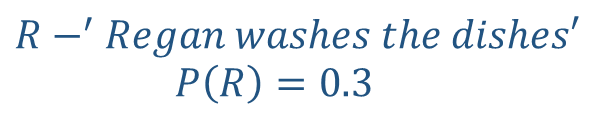 R −′ Regan washes the dishes′
P(R) = 0.3